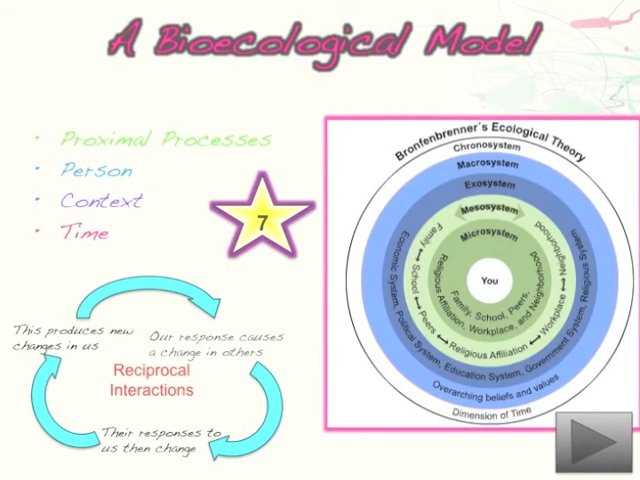 A Bioecological Model
· Proximal Processes
· Person
· Context
· Time
7
This produces new
changes in us
Our response causes
a change in others
Reciprocal
Interactions
Their responses to
us then change
Bronfenbrenner's Ecological Theory
Chronosystem
Macrosystem
Exosystem
Mesosystem
Microsystem
You
Family, School, Peers,
Religious Affiliation, Workplace, and Neighborhood
Family ↔ School ↔ Peers ↔ Religious Affiliation ↔ Workplace ↔ Neighborhood
Economic System, Political System, Education System, Government System, Religious System
Overarching beliefs and values
Dimension of Time